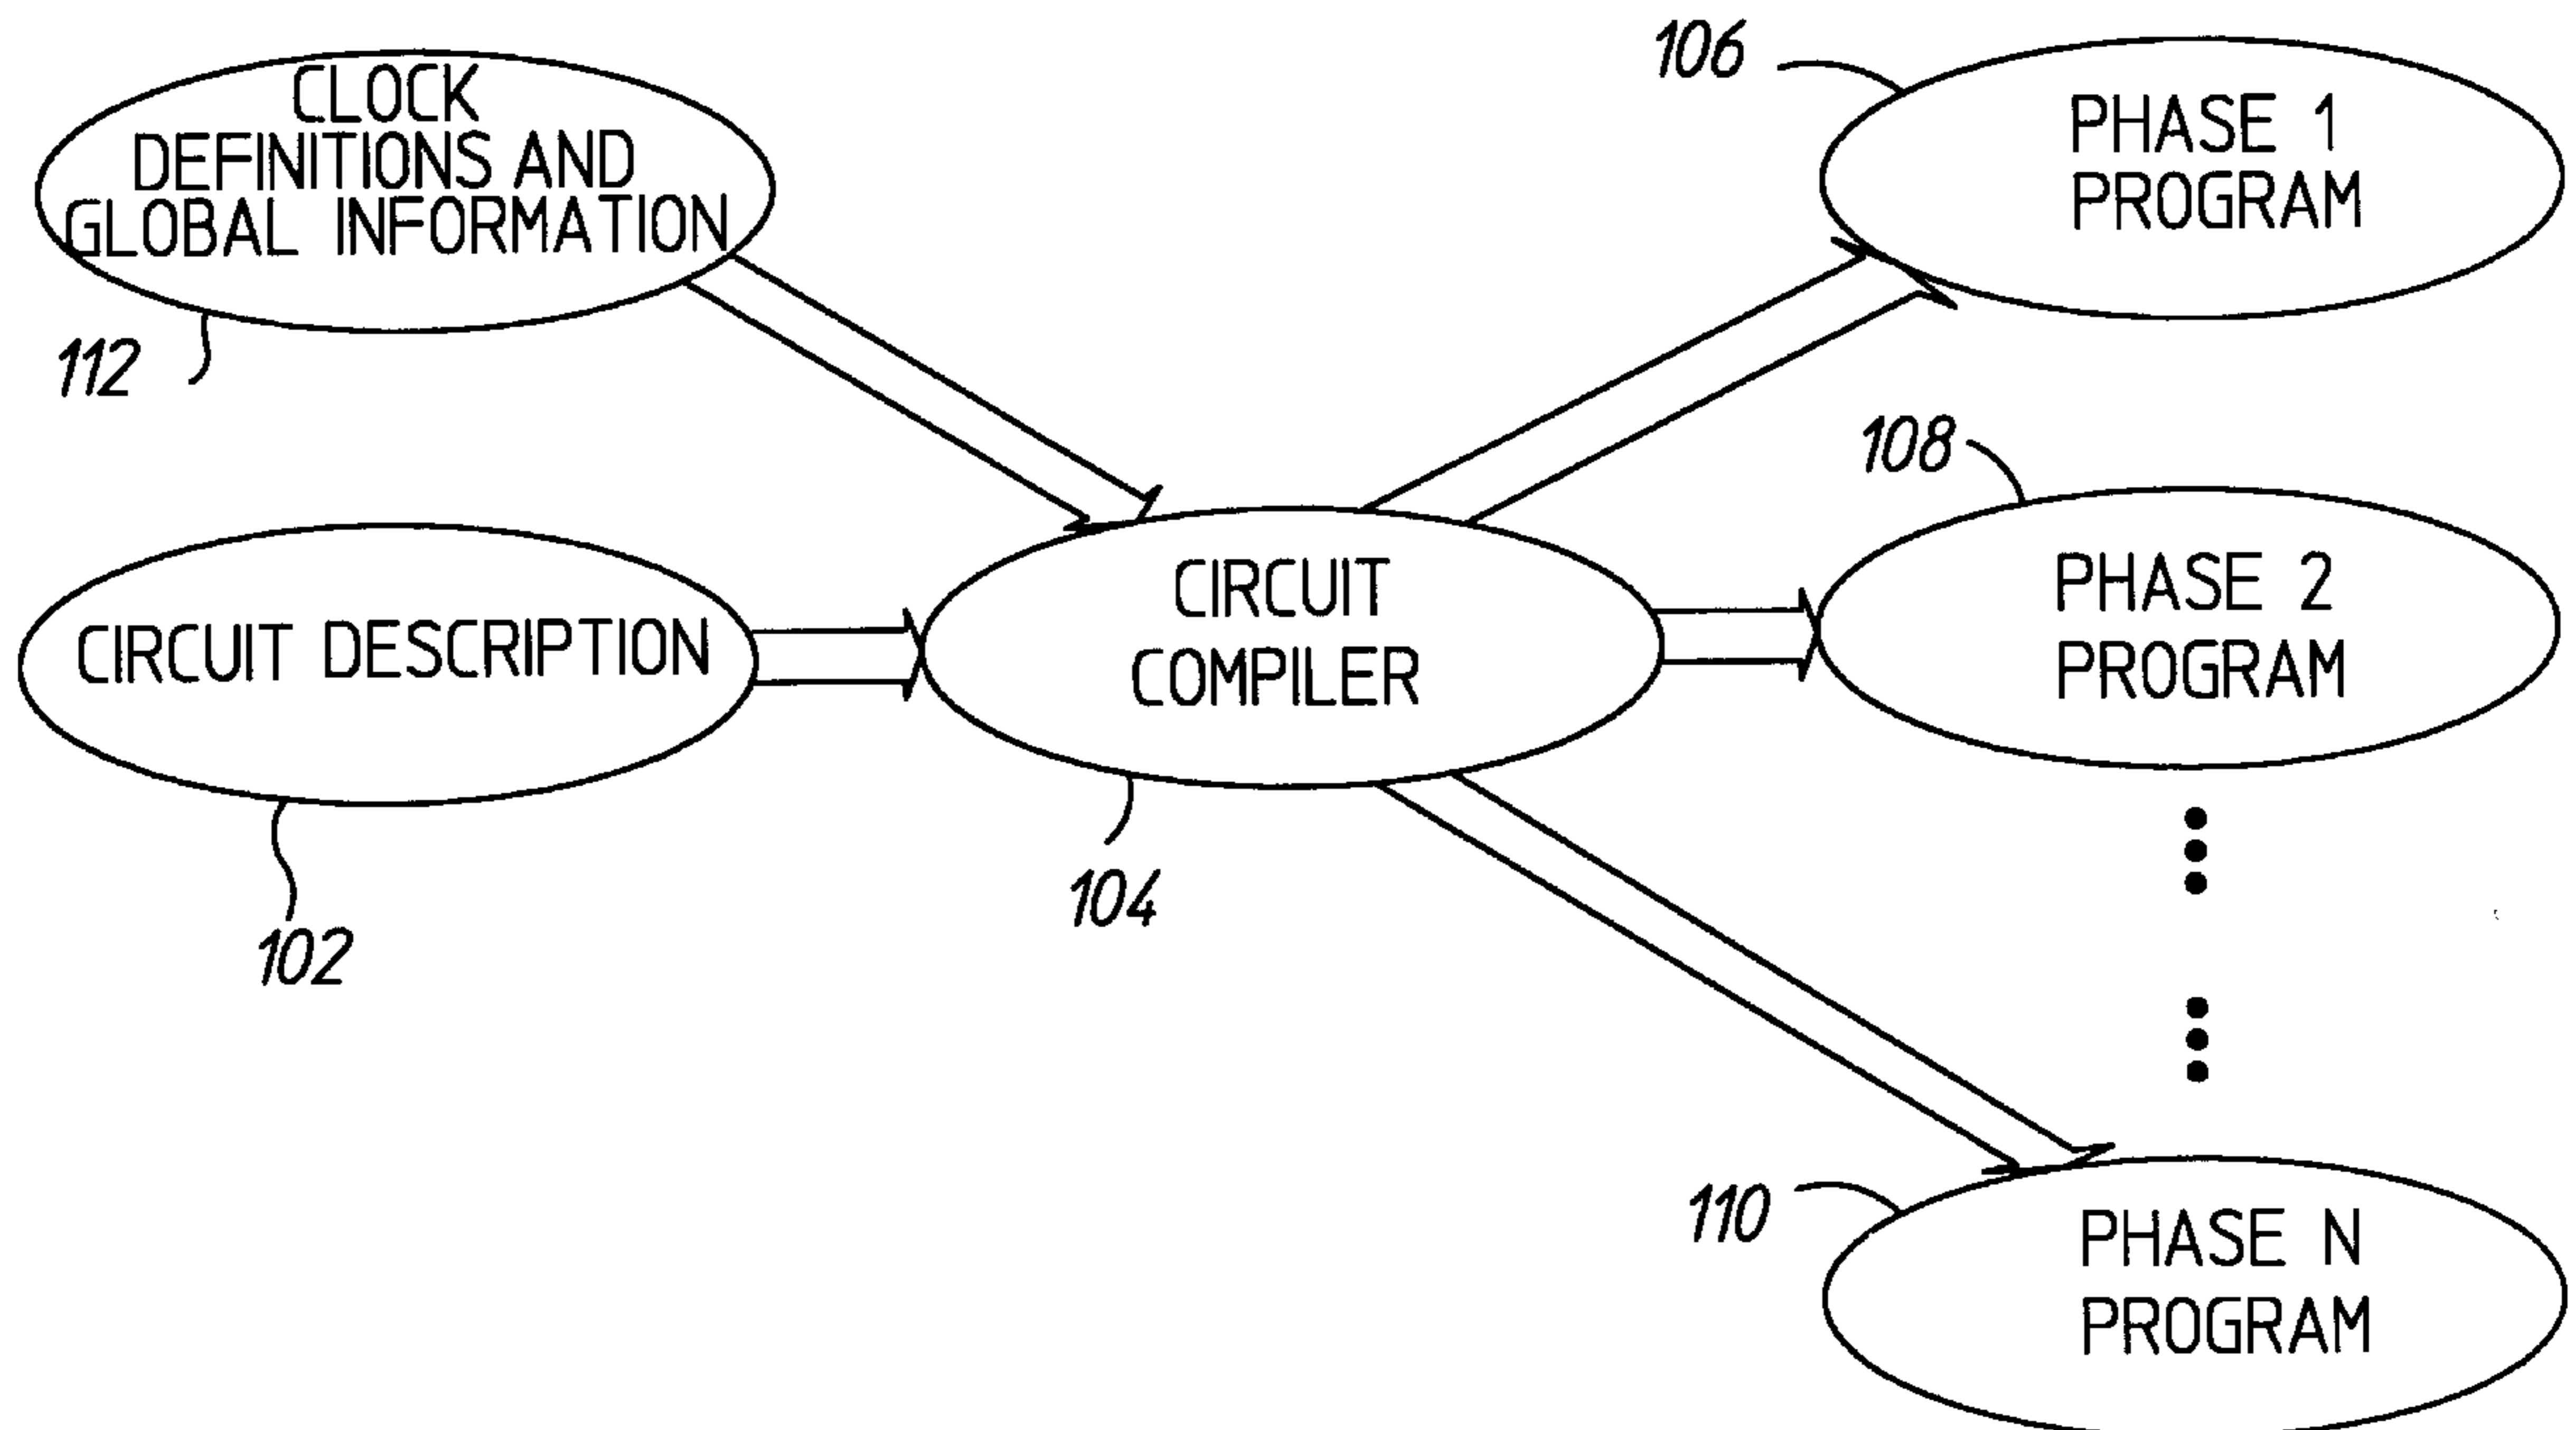 CLOCK
DEFINITIONS AND
GLOBAL INFORMATION
112
CIRCUIT DESCRIPTION
102
CIRCUIT
COMPILER
104
106
PHASE 1
PROGRAM
108
PHASE 2
PROGRAM
110
PHASE N
PROGRAM